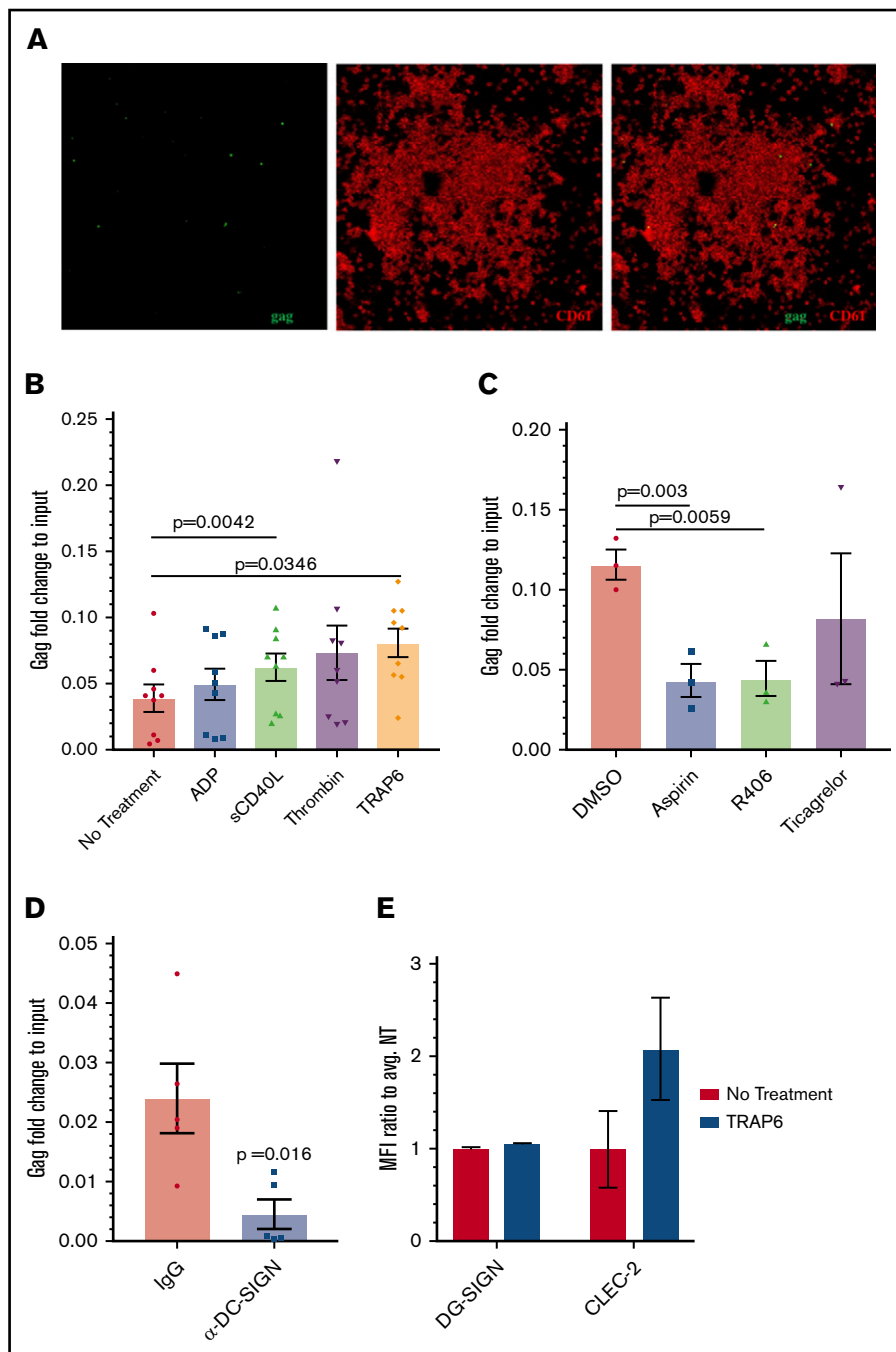 A
gag
CD61
gag
CD61
B
Gag fold change to input
0.25
0.20
0.15
0.10
0.05
0.00
p=0.0042
p=0.0346
No Treatment
ADP
sCD40L
Thrombin
TRAP6
C
Gag fold change to input
0.20
0.15
0.10
0.05
0.00
p=0.003
p=0.0059
DMSO
Aspirin
R406
Ticagrelor
D
Gag fold change to input
0.05
0.04
0.03
0.02
0.01
0.00
p =0.016
IgG
α-DC-SIGN
E
MFI ratio to avg. NT
3
2
1
0
DG-SIGN
CLEC-2
No Treatment
TRAP6